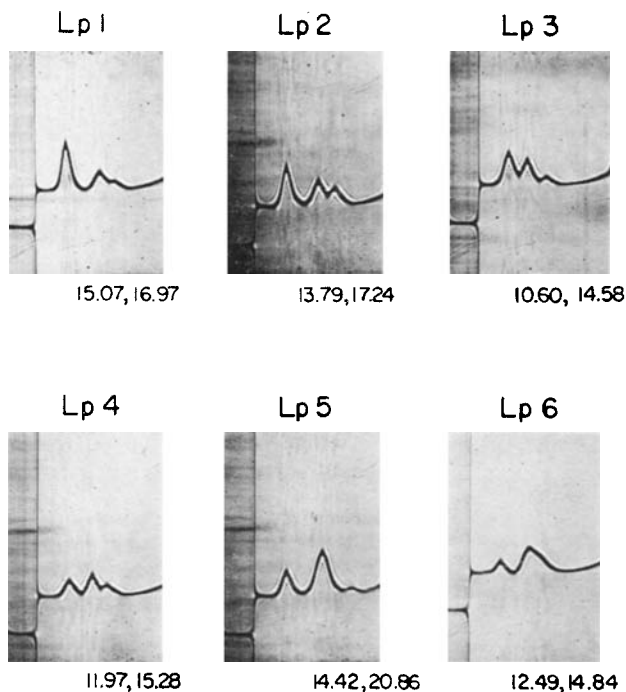 Lp 1 Lp 2 Lp 3
15.07, 16.97 13.79, 17.24 10.60, 14.58
Lp 4 Lp 5 Lp 6
11.97, 15.28 14.42, 20.86 12.49, 14.84